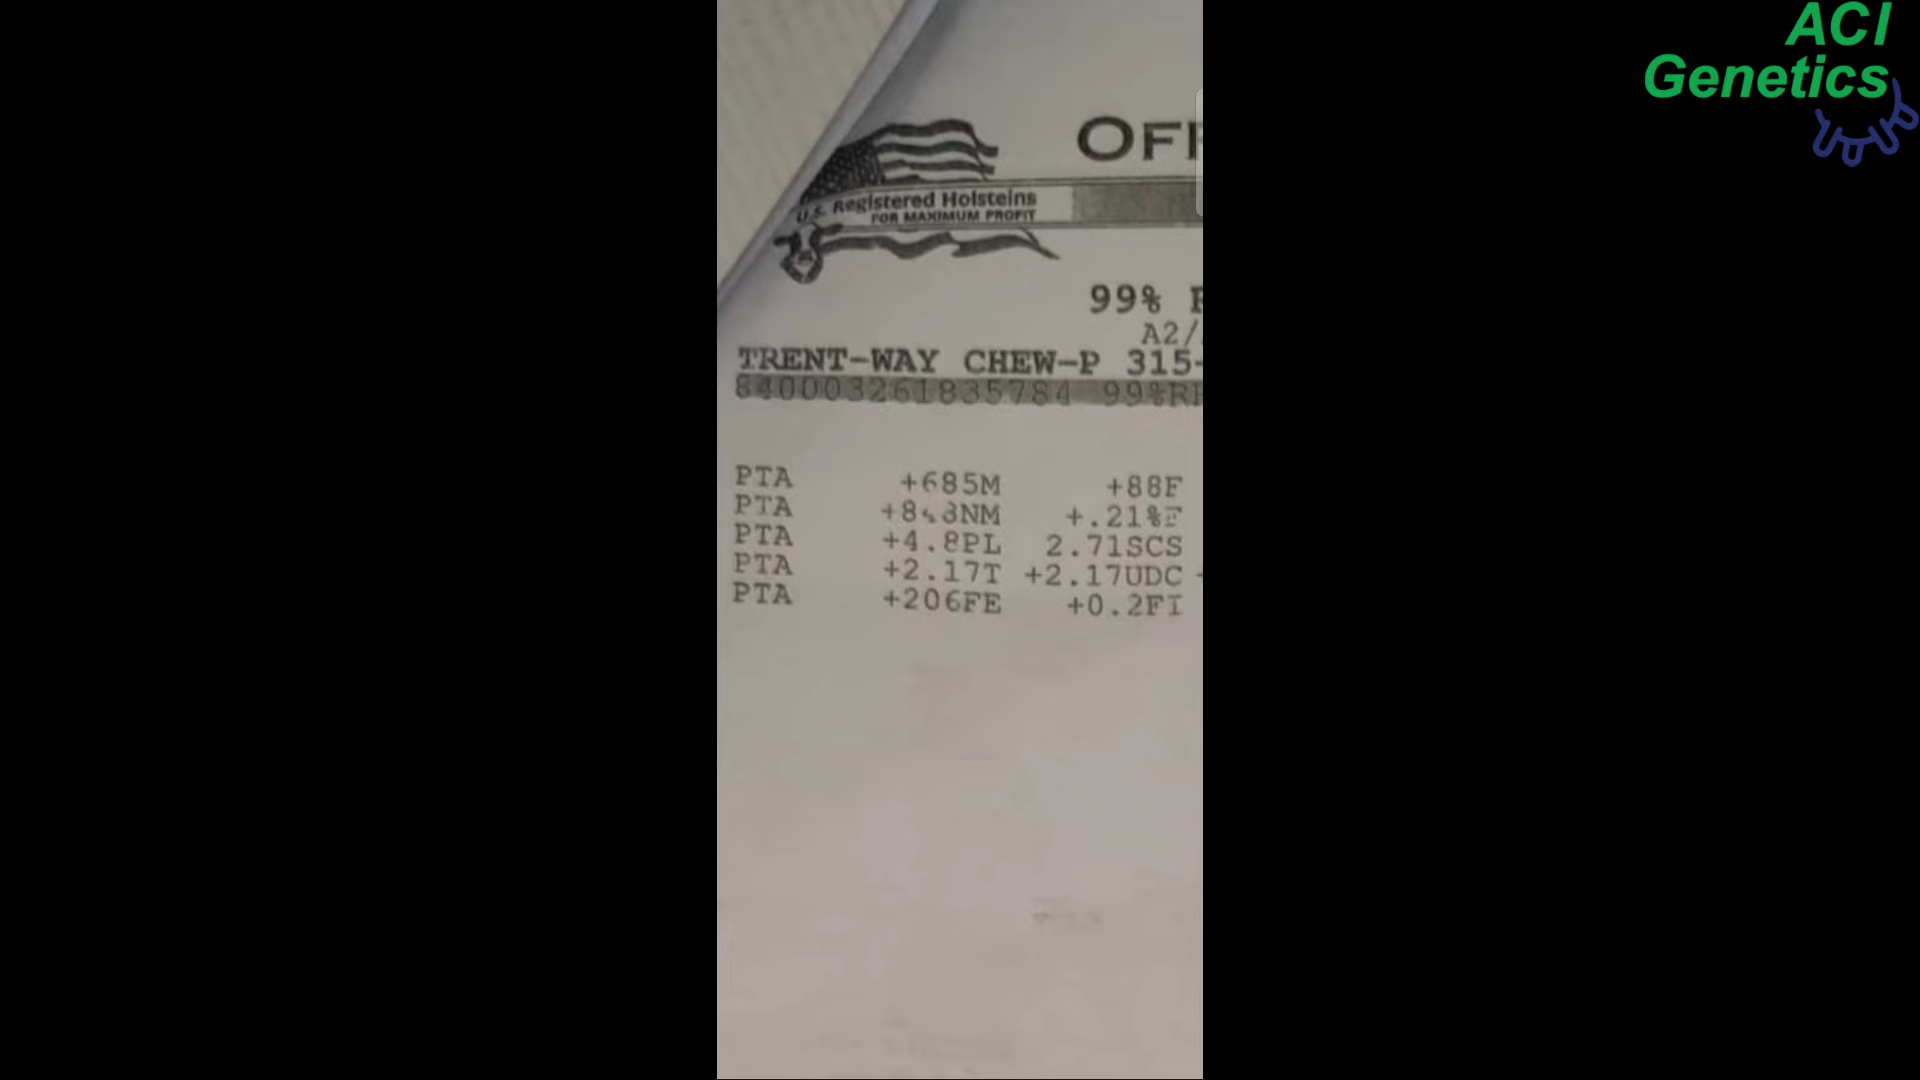 ACI
Genetics
OFF
U.S. Registered Holsteins
FOR MAXIMUM PROFIT
99%
A2/
TRENT-WAY CHEW-P 315-
840003261835784 99%R
PTA +685M +88F
PTA +.21%F
PTA +4.8PL 2.71SCS
PTA +2.17T +2.17UDC
PTA +206FE +0.2FI